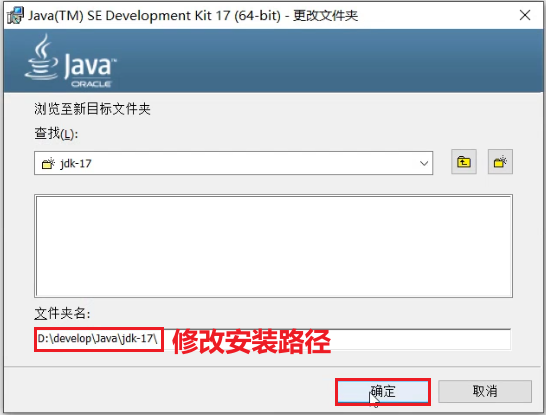 Java(TM) SE Development Kit 17 (64-bit) - 更改文件夹
Java™
ORACLE
浏览至新目标文件夹
查找(L):
jdk-17
文件夹名:
D:\develop\Java\jdk-17\ 修改安装路径
确定 取消